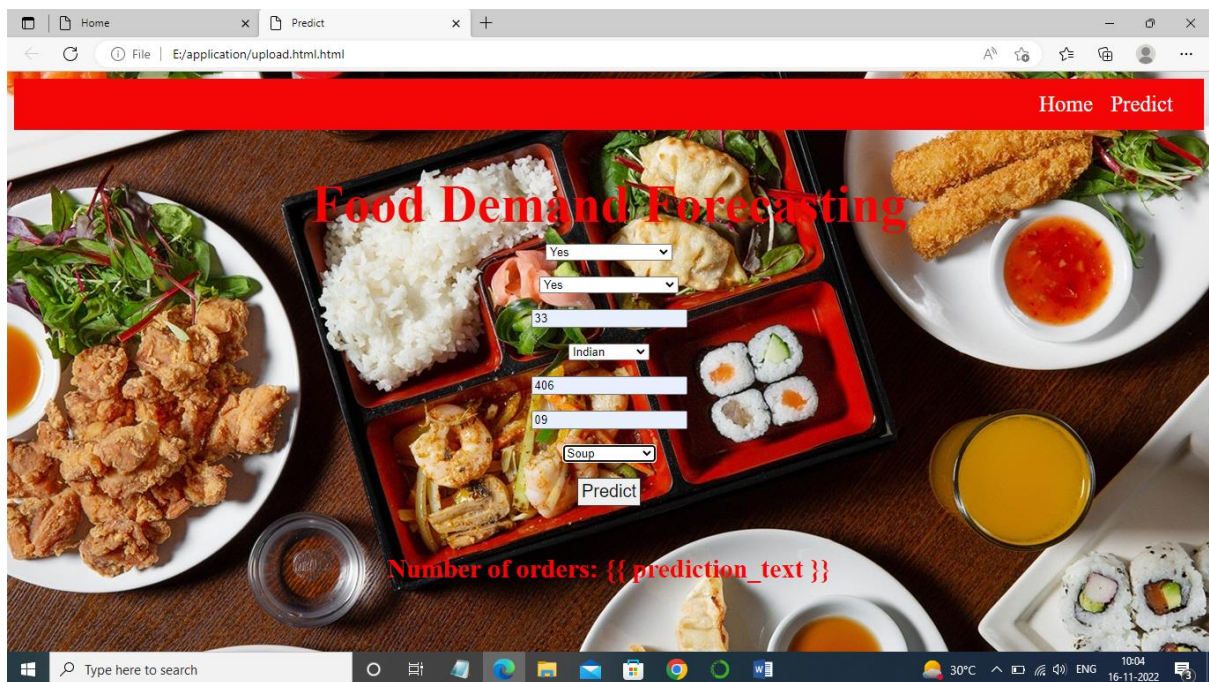 Home
Predict
File | E:/application/upload.html.html
Home Predict
Food Demand Forecasting
Yes
Yes
33
Indian
406
09
Soup
Predict
Number of orders: {{ prediction_text }}
Type here to search
30°C
ENG
10:04
16-11-2022
3